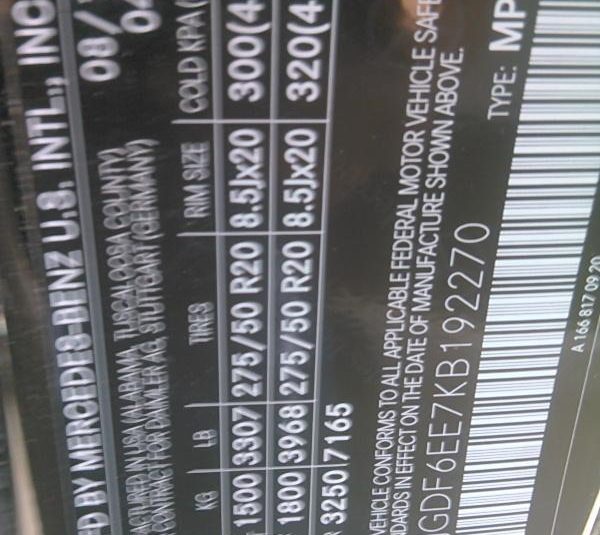 ED BY MERCEDES-BENZ U.S. INTL., INC
08/
ACTURED IN USA (ALABAMA, TUSCALOOSA COUNTY)
CONTRACT FOR DAIMLER AG, STUTTGART (GERMANY)
KG LB TIRES RIM SIZE COLD KPA(
1500 3307 275/50 R20 8.5Jx20 300(4
1800 3968 275/50 R20 8.5Jx20 320(4
3250 7165
VEHICLE CONFORMS TO ALL APPLICABLE FEDERAL MOTOR VEHICLE SAFE
NDARDS IN EFFECT ON THE DATE OF MANUFACTURE SHOWN ABOVE.
JGDF6EE7KB192270 TYPE: MP
A 166 817 09 20